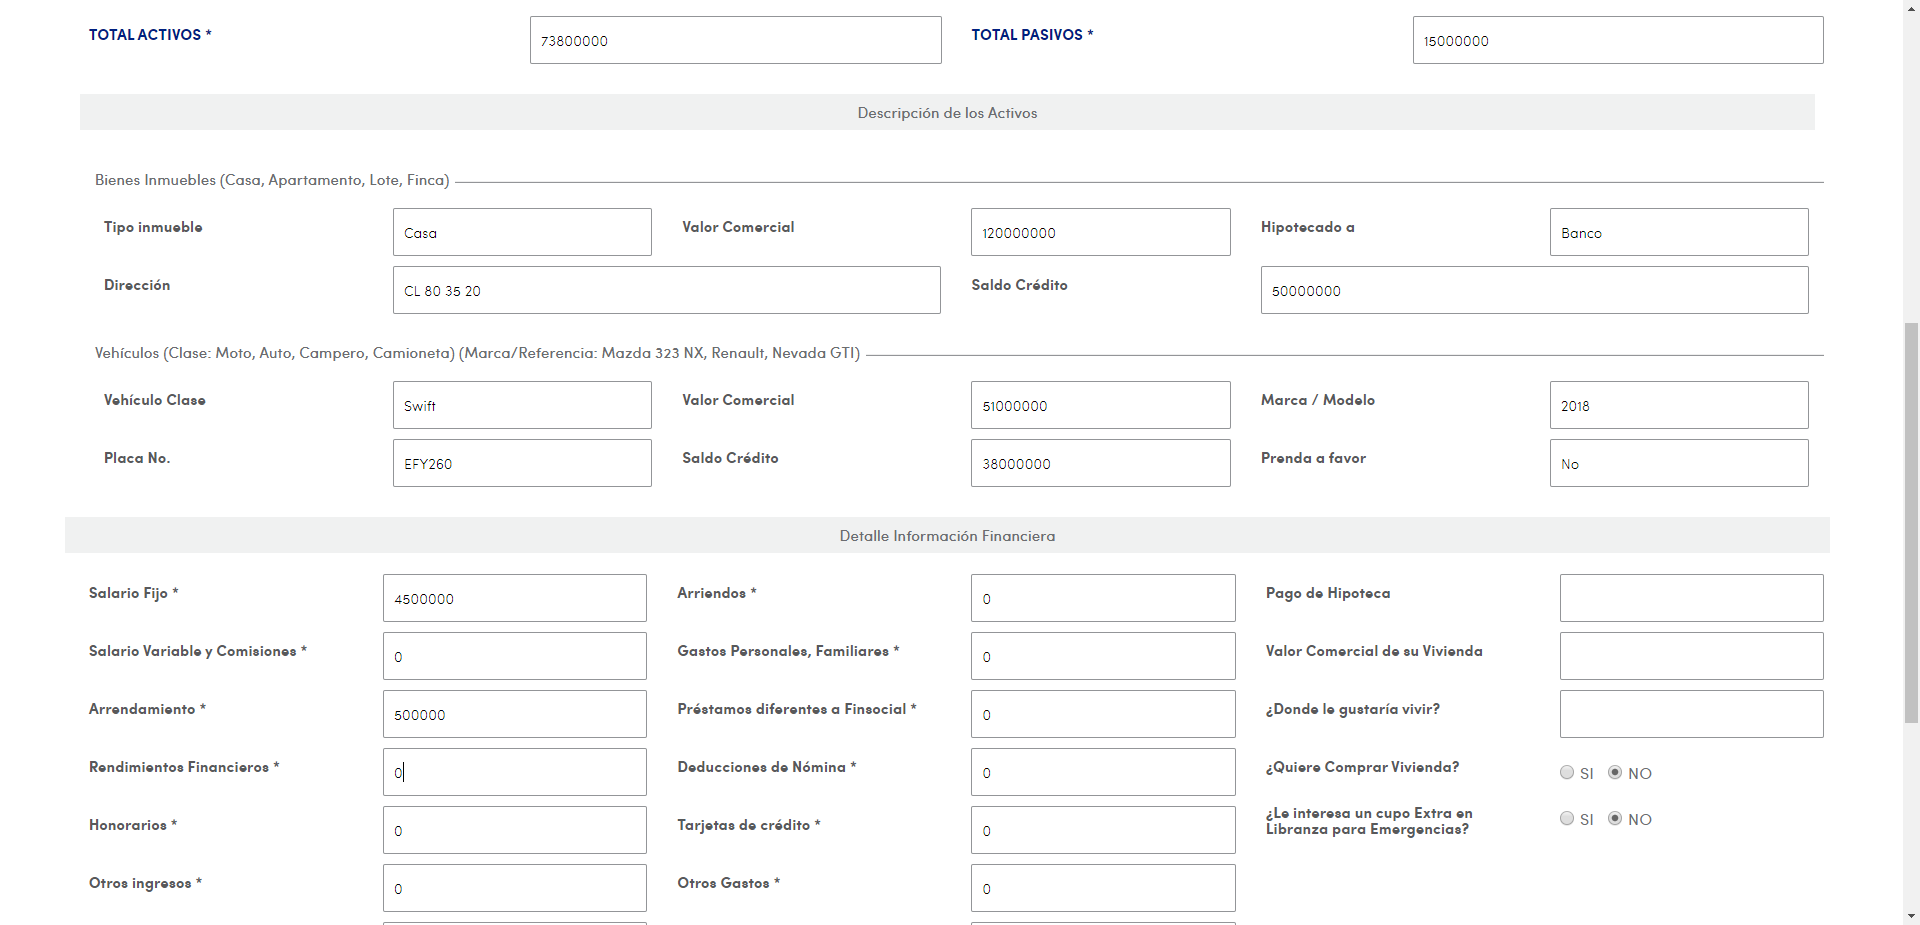 TOTAL ACTIVOS * 73800000 TOTAL PASIVOS * 15000000
Descripción de los Activos
Bienes Inmuebles (Casa, Apartamento, Lote, Finca)
Tipo inmueble Casa Valor Comercial 120000000 Hipotecado a Banco
Dirección CL 80 35 20 Saldo Crédito 50000000
Vehículos (Clase: Moto, Auto, Campero, Camioneta) (Marca/Referencia: Mazda 323 NX, Renault, Nevada GTI)
Vehículo Clase Swift Valor Comercial 51000000 Marca / Modelo 2018
Placa No. EFY260 Saldo Crédito 38000000 Prenda a favor No
Detalle Información Financiera
Salario Fijo * 4500000 Arriendos * 0 Pago de Hipoteca
Salario Variable y Comisiones * 0 Gastos Personales, Familiares * 0 Valor Comercial de su Vivienda
Arrendamiento * 500000 Préstamos diferentes a Finsocial * 0 ¿Donde le gustaría vivir?
Rendimientos Financieros * 0 Deducciones de Nómina * 0 ¿Quiere Comprar Vivienda? SI NO
Honorarios * 0 Tarjetas de crédito * 0 ¿Le interesa un cupo Extra en
Libranza para Emergencias? SI NO
Otros ingresos * 0 Otros Gastos * 0